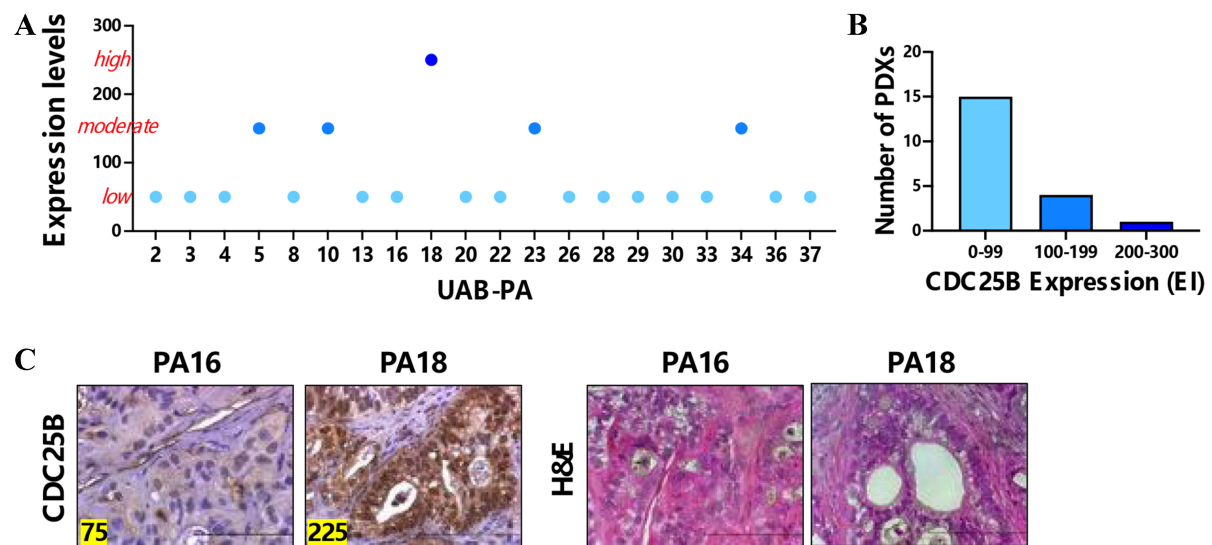 A
Expression levels
300
high
200
moderate
100
low
0
2 3 4 5 8 10 13 16 18 20 22 23 26 28 29 30 33 34 36 37
UAB-PA
B
Number of PDXs
20
15
10
5
0
0-99 100-199 200-300
CDC25B Expression (EI)
C
PA16 PA18 PA16 PA18
CDC25B
H&E
75
225